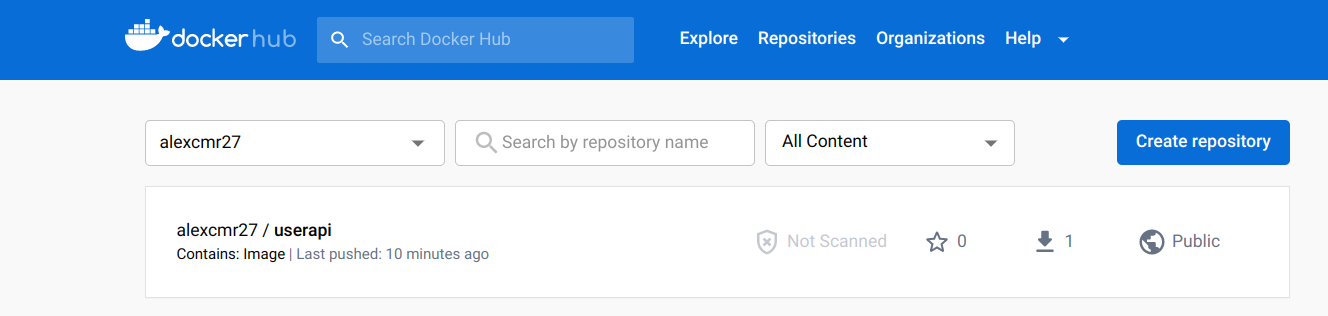 docker hub
Search Docker Hub
Explore Repositories Organizations Help
alexcmr27
Search by repository name
All Content
Create repository
alexcmr27 / userapi
Contains: Image | Last pushed: 10 minutes ago
Not Scanned
0
1
Public